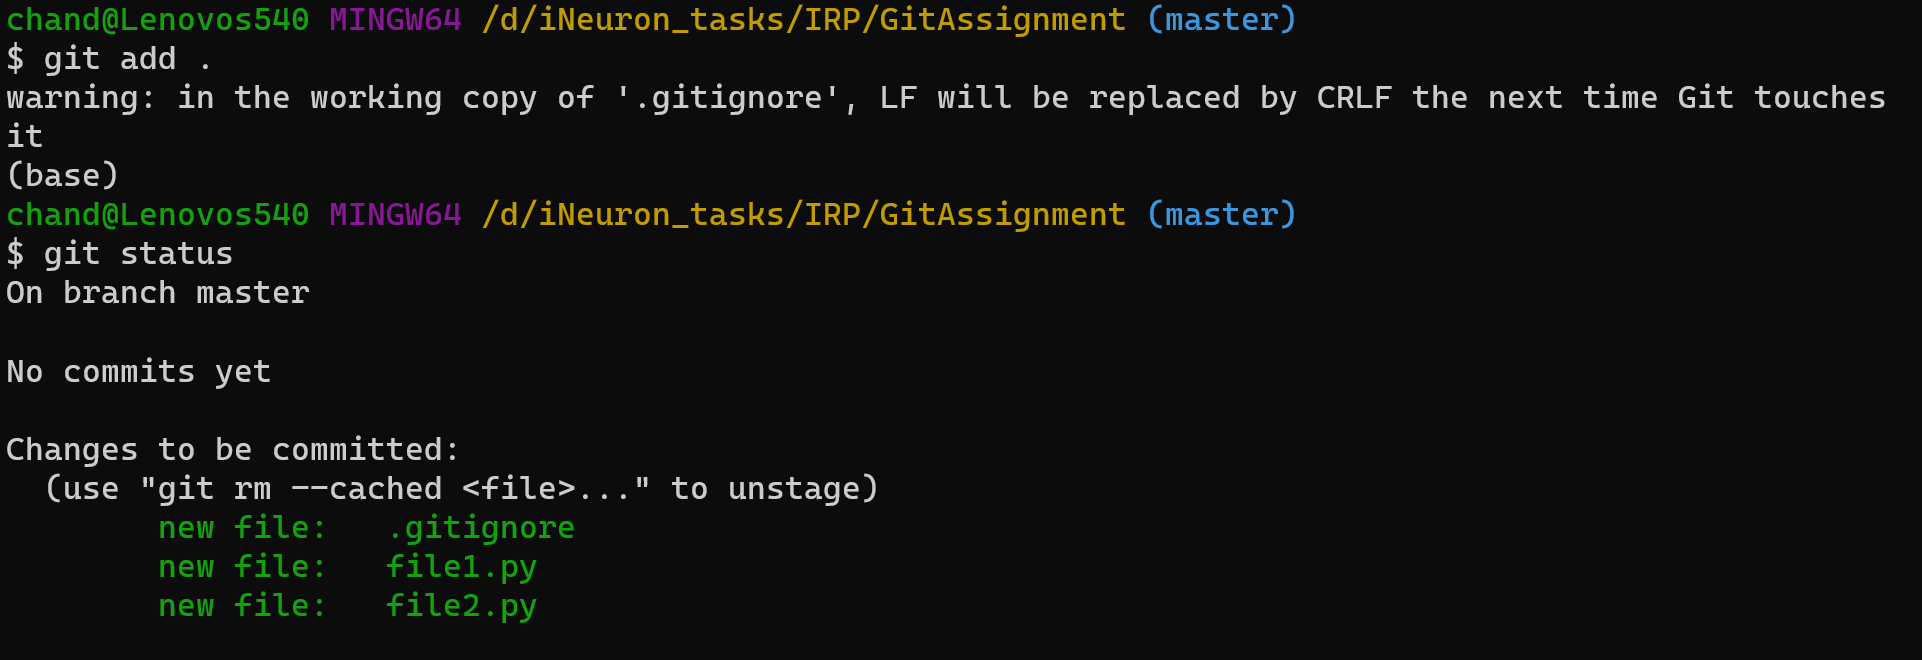 chand@Lenovos540 MINGW64 /d/iNeuron_tasks/IRP/GitAssignment (master)
$ git add .
warning: in the working copy of '.gitignore', LF will be replaced by CRLF the next time Git touches
it
(base)
chand@Lenovos540 MINGW64 /d/iNeuron_tasks/IRP/GitAssignment (master)
$ git status
On branch master
No commits yet
Changes to be committed:
  (use "git rm --cached <file>..." to unstage)
        new file:   .gitignore
        new file:   file1.py
        new file:   file2.py